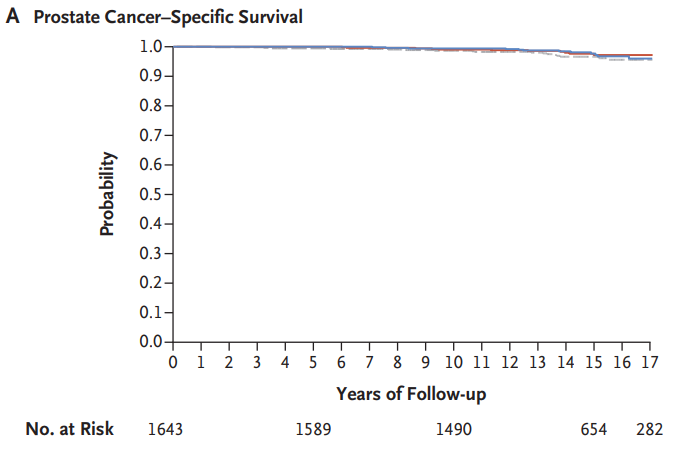 A Prostate Cancer–Specific Survival
1.0
0.9
0.8
0.7
0.6
0.5
0.4
0.3
0.2
0.1
0.0
Probability
0 1 2 3 4 5 6 7 8 9 10 11 12 13 14 15 16 17
Years of Follow-up
No. at Risk 1643 1589 1490 654 282